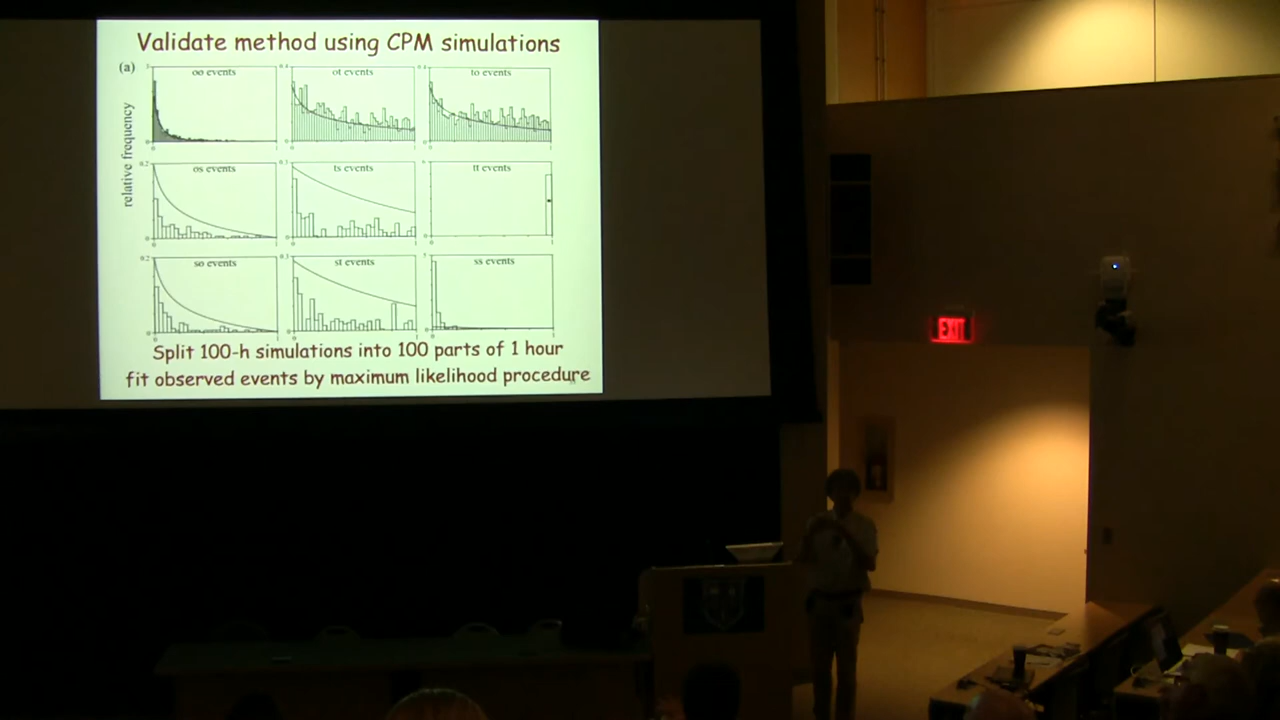 Validate method using CPM simulations
(a)
relative frequency
oo events
ot events
to events
os events
ts events
tt events
so events
st events
ss events
Split 100-h simulations into 100 parts of 1 hour
fit observed events by maximum likelihood procedure
EXIT